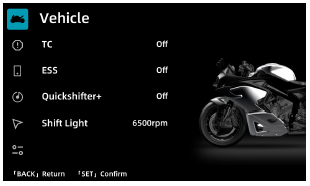 Vehicle
TC Off
ESS Off
Quickshifter+ Off
Shift Light 6500rpm
「BACK」Return 「SET」Confirm